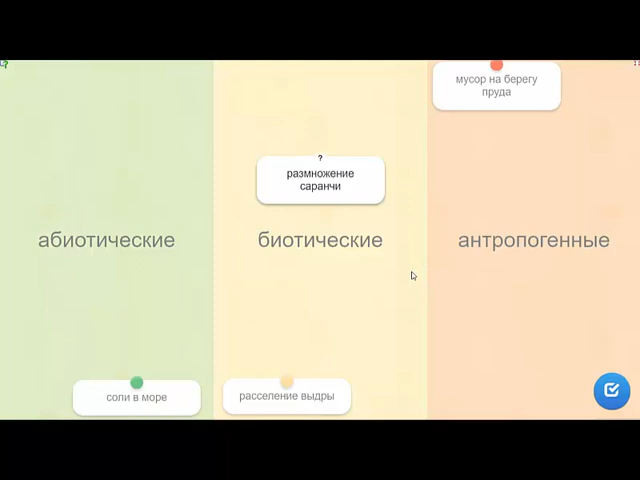 ?
мусор на берегу
пруда
?
размножение
саранчи
абиотические
биотические
антропогенные
соли в море
расселение выдры